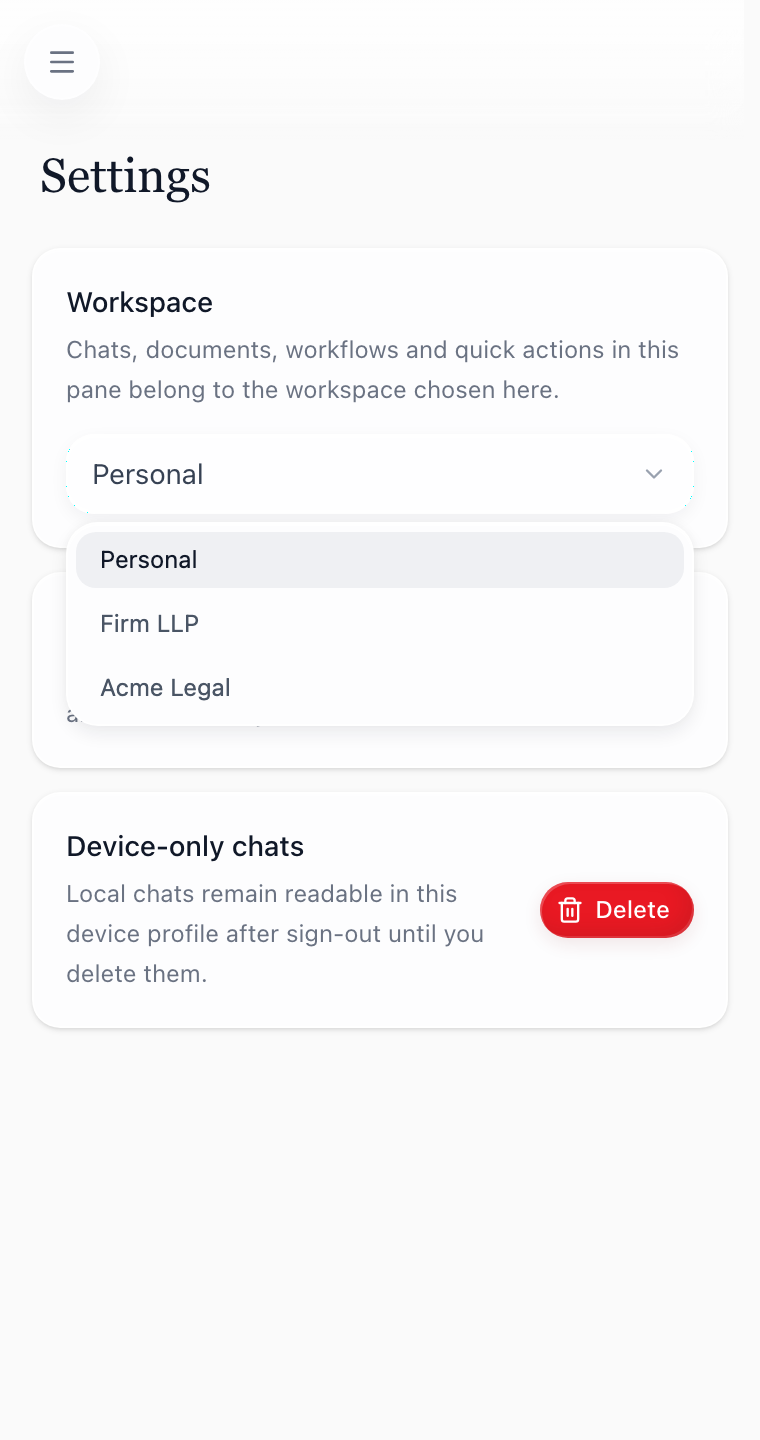 Settings
Workspace
Chats, documents, workflows and quick actions in this
pane belong to the workspace chosen here.
Personal
Personal
Firm LLP
Acme Legal
Device-only chats
Local chats remain readable in this
device profile after sign-out until you
delete them.
Delete